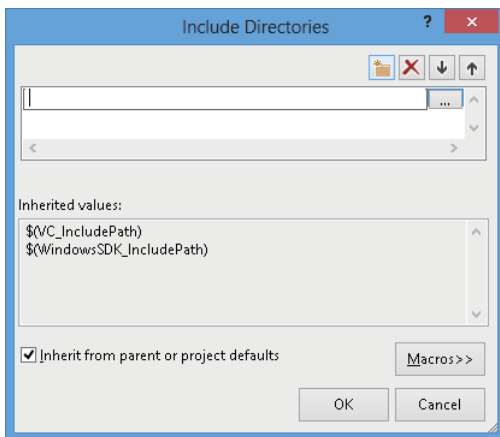 Include Directories
?
...
Inherited values:
$(VC_IncludePath)
$(WindowsSDK_IncludePath)
Inherit from parent or project defaults
Macros>>
OK
Cancel